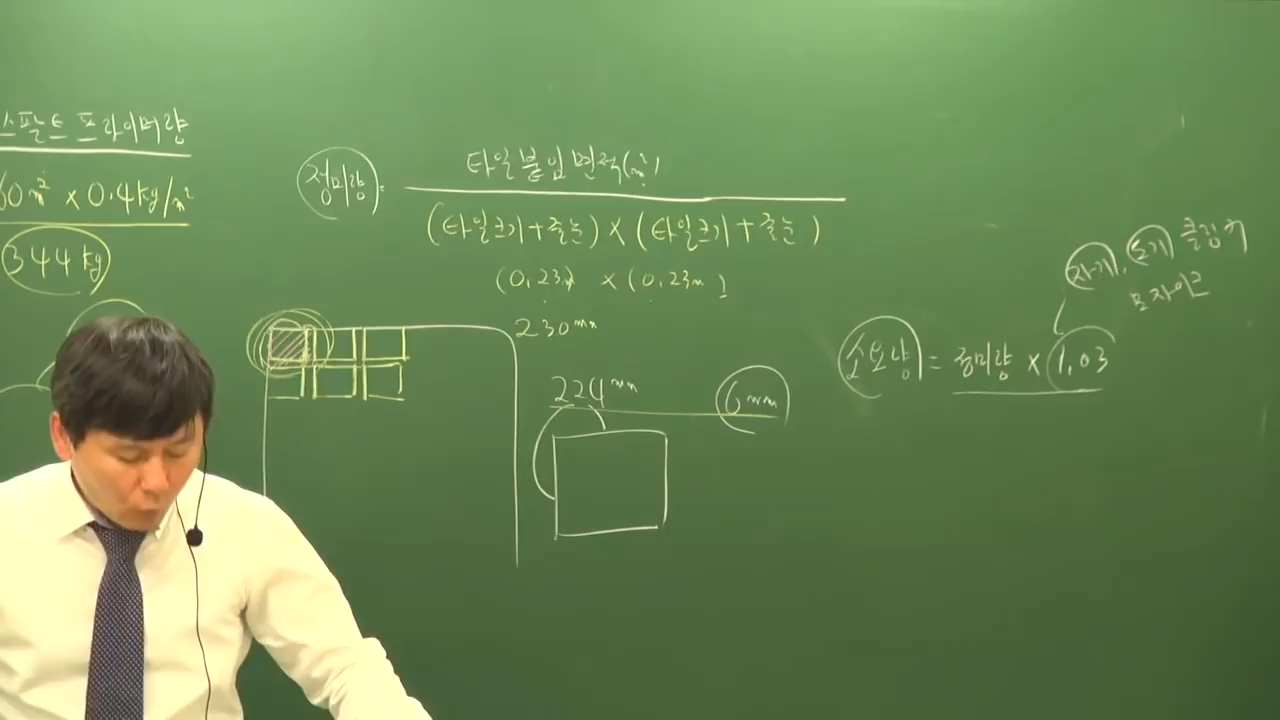 스팔트 프라이머량
60m² × 0.4kg/m²
344kg
정미량 = 타일붙임면적(m²)
(타일크기+줄눈) × (타일크기+줄눈)
(0.23m) × (0.23m)
230mm
224mm 6mm
자기, 도기 클링커
모자이크
소요량 = 정미량 × 1.03